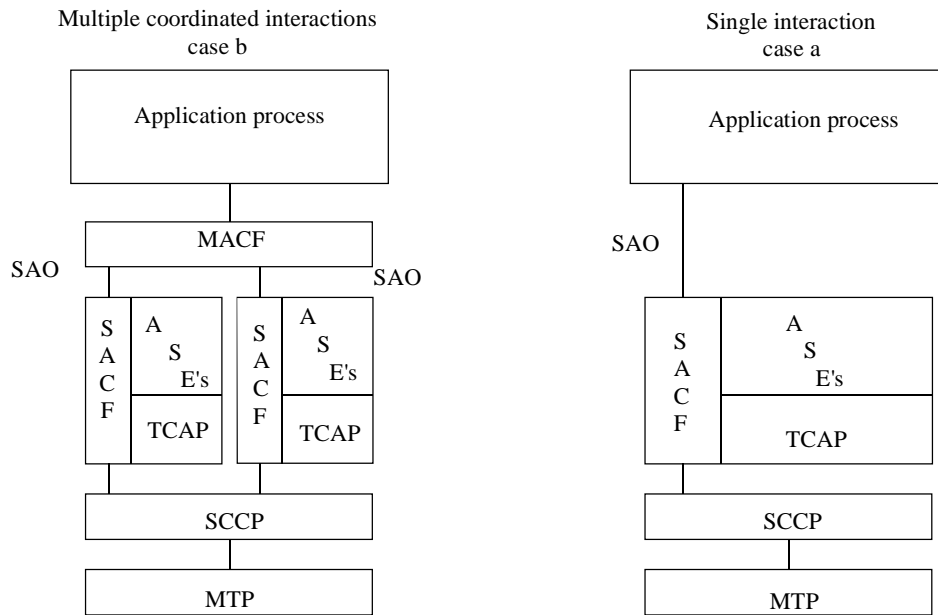 Multiple coordinated interactions
case b
Application process
MACF
SAO
SAO
S
A
C
F
A
S
E's
TCAP
S
A
C
F
A
S
E's
TCAP
SCCP
MTP
Single interaction
case a
Application process
SAO
S
A
C
F
A
S
E's
TCAP
SCCP
MTP